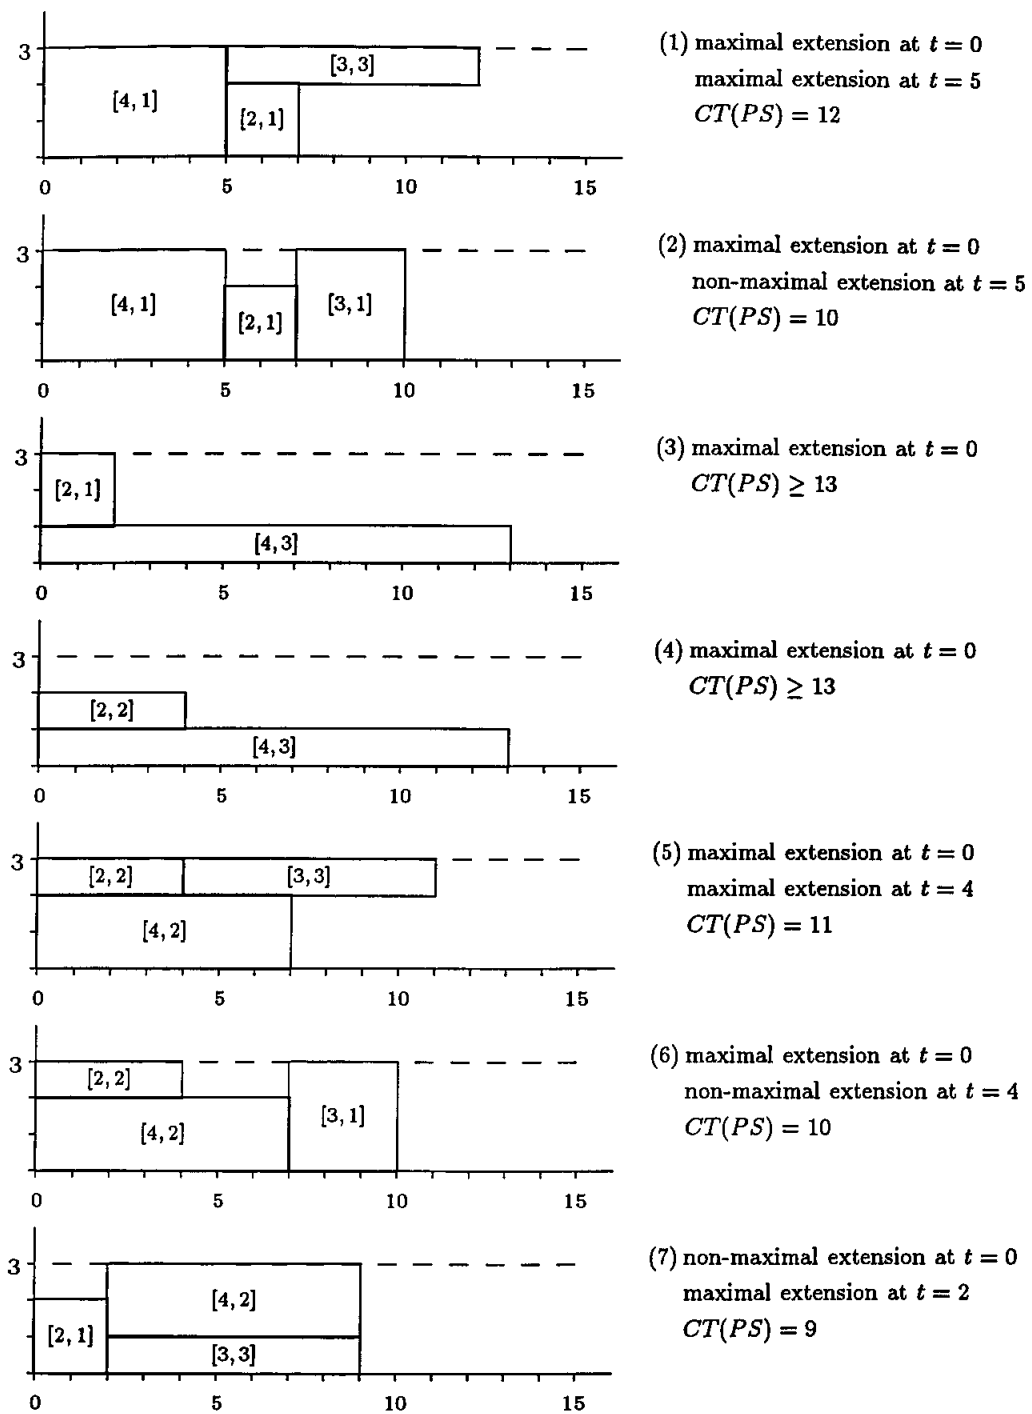 3
[4, 1]
[3, 3]
[2, 1]
0 5 10 15
(1) maximal extension at t = 0
maximal extension at t = 5
CT(PS) = 12
3
[4, 1]
[2, 1]
[3, 1]
0 5 10 15
(2) maximal extension at t = 0
non-maximal extension at t = 5
CT(PS) = 10
3
[2, 1]
[4, 3]
0 5 10 15
(3) maximal extension at t = 0
CT(PS) ≥ 13
3
[2, 2]
[4, 3]
0 5 10 15
(4) maximal extension at t = 0
CT(PS) ≥ 13
3
[2, 2]
[3, 3]
[4, 2]
0 5 10 15
(5) maximal extension at t = 0
maximal extension at t = 4
CT(PS) = 11
3
[2, 2]
[4, 2]
[3, 1]
0 5 10 15
(6) maximal extension at t = 0
non-maximal extension at t = 4
CT(PS) = 10
3
[2, 1]
[4, 2]
[3, 3]
0 5 10 15
(7) non-maximal extension at t = 0
maximal extension at t = 2
CT(PS) = 9